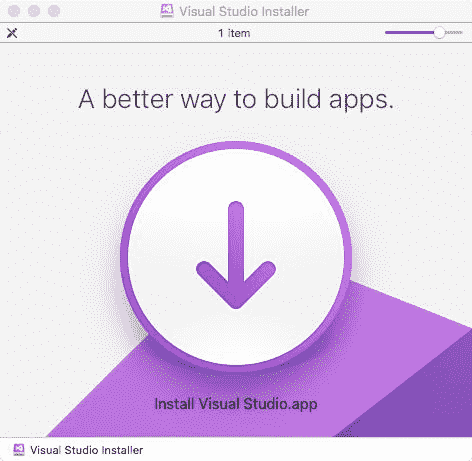 Visual Studio Installer
1 item
A better way to build apps.
Install Visual Studio.app
Visual Studio Installer